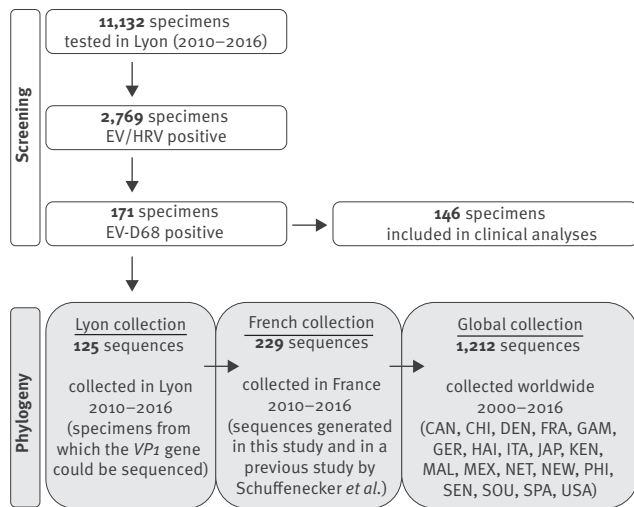 Screening
11,132 specimens
tested in Lyon (2010–2016)
2,769 specimens
EV/HRV positive
171 specimens
EV-D68 positive
146 specimens
included in clinical analyses
Phylogeny
Lyon collection
125 sequences
collected in Lyon
2010–2016
(specimens from
which the VP1 gene
could be sequenced)
French collection
229 sequences
collected in France
2010–2016
(sequences generated
in this study and in a
previous study by
Schuffenecker et al.)
Global collection
1,212 sequences
collected worldwide
2000–2016
(CAN, CHI, DEN, FRA, GAM,
GER, HAI, ITA, JAP, KEN,
MAL, MEX, NET, NEW, PHI,
SEN, SOU, SPA, USA)